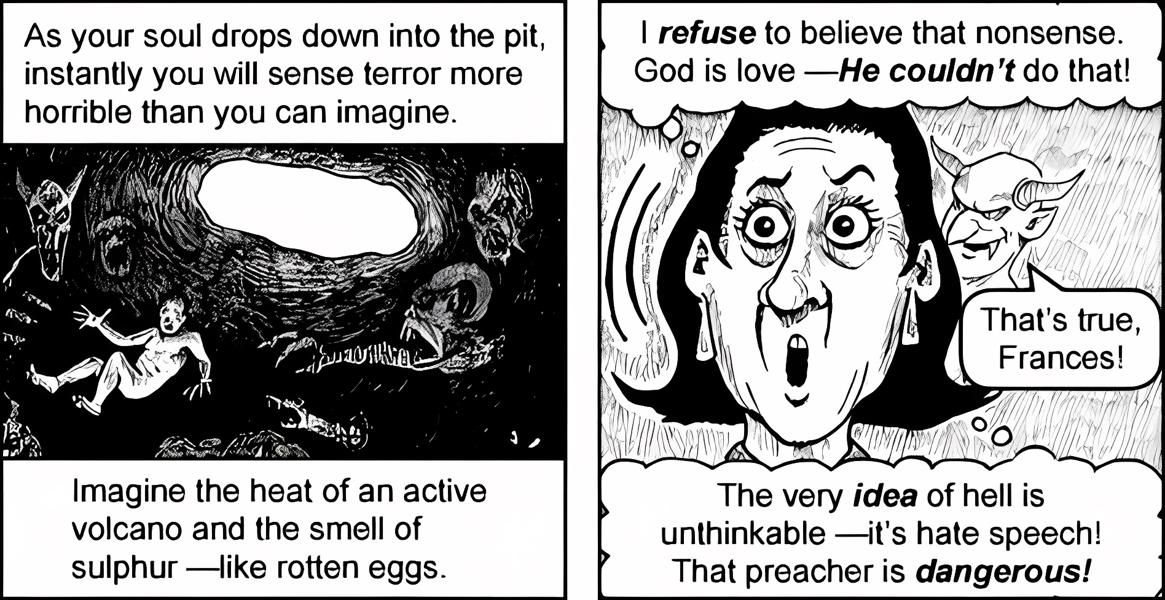 As your soul drops down into the pit,
instantly you will sense terror more
horrible than you can imagine.
Imagine the heat of an active
volcano and the smell of
sulphur —like rotten eggs.
I refuse to believe that nonsense.
God is love —He couldn't do that!
That's true,
Frances!
The very idea of hell is
unthinkable —it's hate speech!
That preacher is dangerous!